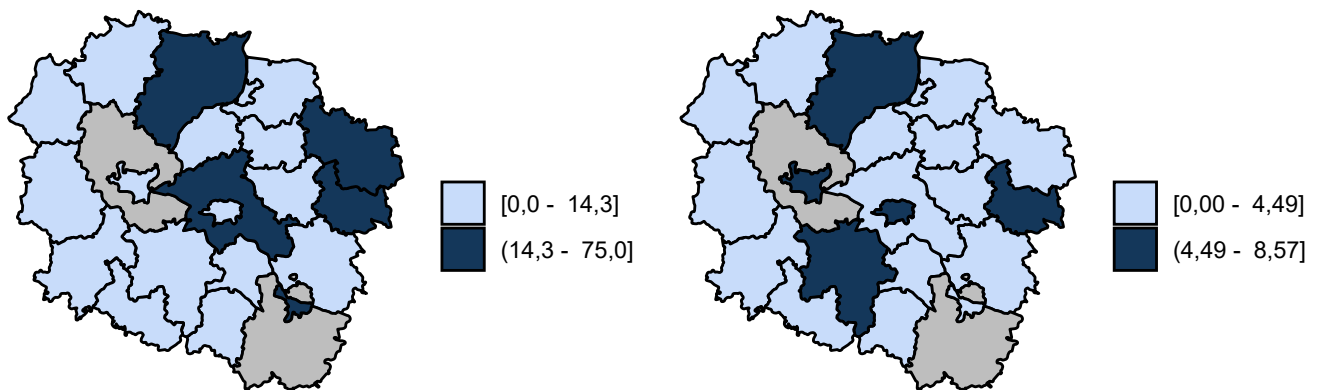 [0,0 - 14,3]
(14,3 - 75,0]
[0,00 - 4,49]
(4,49 - 8,57]